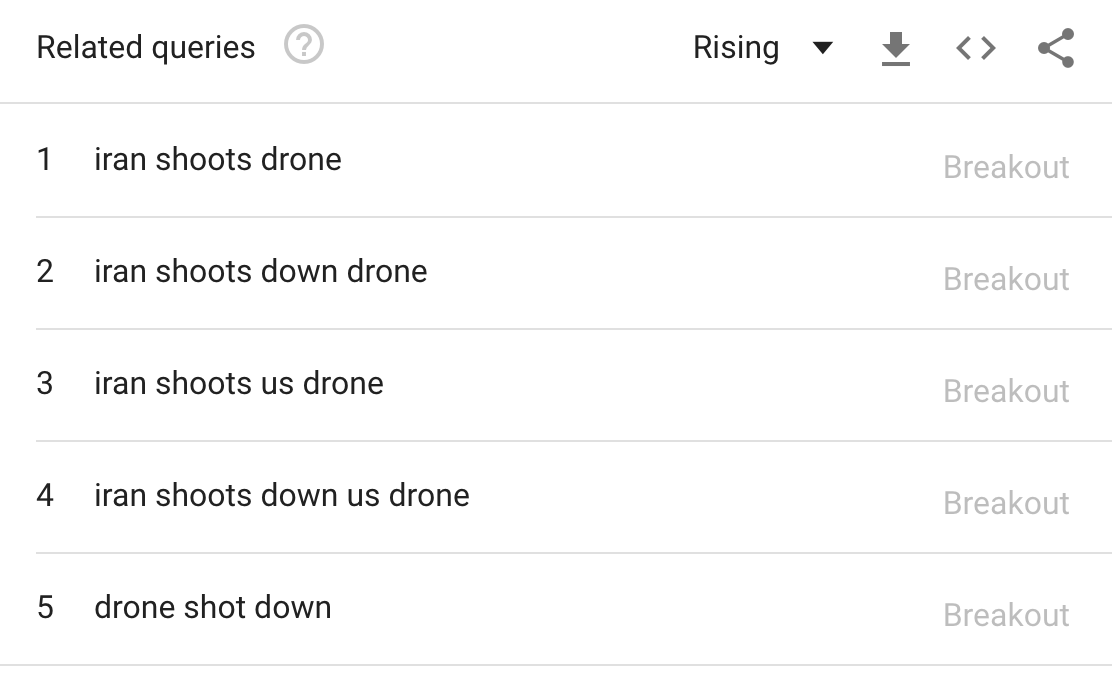 Related queries ? Rising
1 iran shoots drone Breakout
2 iran shoots down drone Breakout
3 iran shoots us drone Breakout
4 iran shoots down us drone Breakout
5 drone shot down Breakout